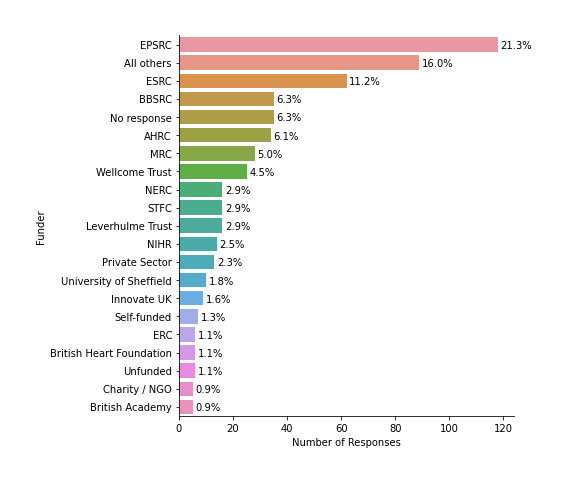 EPSRC 21.3%
All others 16.0%
ESRC 11.2%
BBSRC 6.3%
No response 6.3%
AHRC 6.1%
MRC 5.0%
Wellcome Trust 4.5%
NERC 2.9%
STFC 2.9%
Leverhulme Trust 2.9%
NIHR 2.5%
Private Sector 2.3%
University of Sheffield 1.8%
Innovate UK 1.6%
Self-funded 1.3%
ERC 1.1%
British Heart Foundation 1.1%
Unfunded 1.1%
Charity / NGO 0.9%
British Academy 0.9%
Funder
0 20 40 60 80 100 120
Number of Responses